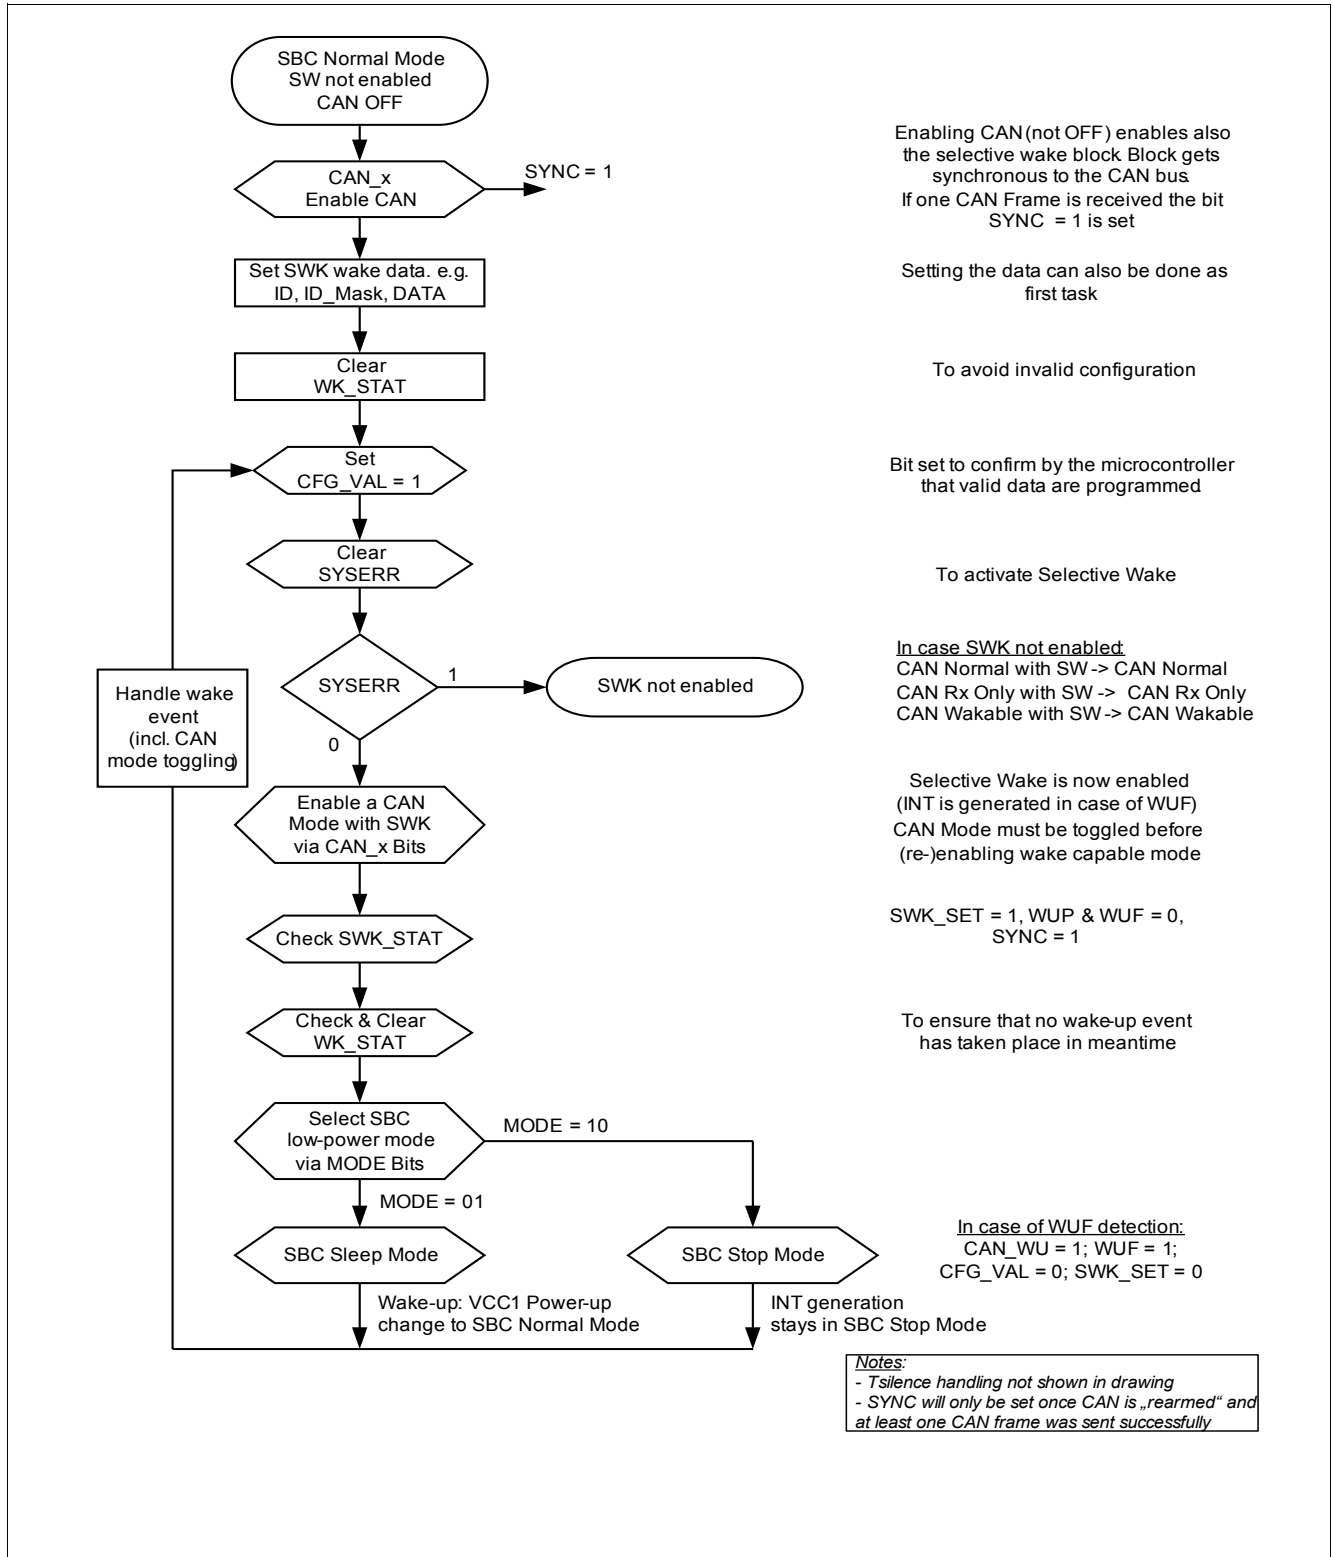 SBC Normal Mode
SW not enabled
CAN OFF
Enabling CAN (not OFF) enables also
the selective wake block. Block gets
synchronous to the CAN bus.
If one CAN Frame is received the bit
SYNC = 1 is set
CAN_x
Enable CAN
SYNC = 1
Set SWK wake data. e.g.
ID, ID_Mask, DATA
Setting the data can also be done as
first task
Clear
WK_STAT
To avoid invalid configuration
Set
CFG_VAL = 1
Bit set to confirm by the microcontroller
that valid data are programmed.
Clear
SYSERR
To activate Selective Wake
SYSERR
1
0
SWK not enabled
In case SWK not enabled:
CAN Normal with SW -> CAN Normal
CAN Rx Only with SW -> CAN Rx Only
CAN Wakable with SW -> CAN Wakable
Handle wake
event
(incl. CAN
mode toggling)
Enable a CAN
Mode with SWK
via CAN_x Bits
Selective Wake is now enabled
(INT is generated in case of WUF)
CAN Mode must be toggled before
(re-)enabling wake capable mode
Check SWK_STAT
SWK_SET = 1, WUP & WUF = 0,
SYNC = 1
Check & Clear
WK_STAT
To ensure that no wake-up event
has taken place in meantime
Select SBC
low-power mode
via MODE Bits
MODE = 10
MODE = 01
SBC Sleep Mode
SBC Stop Mode
In case of WUF detection:
CAN_WU = 1; WUF = 1;
CFG_VAL = 0; SWK_SET = 0
Wake-up: VCC1 Power-up
change to SBC Normal Mode
INT generation
stays in SBC Stop Mode
Notes:
- Tsilence handling not shown in drawing
- SYNC will only be set once CAN is „rearmed“ and
at least one CAN frame was sent successfully